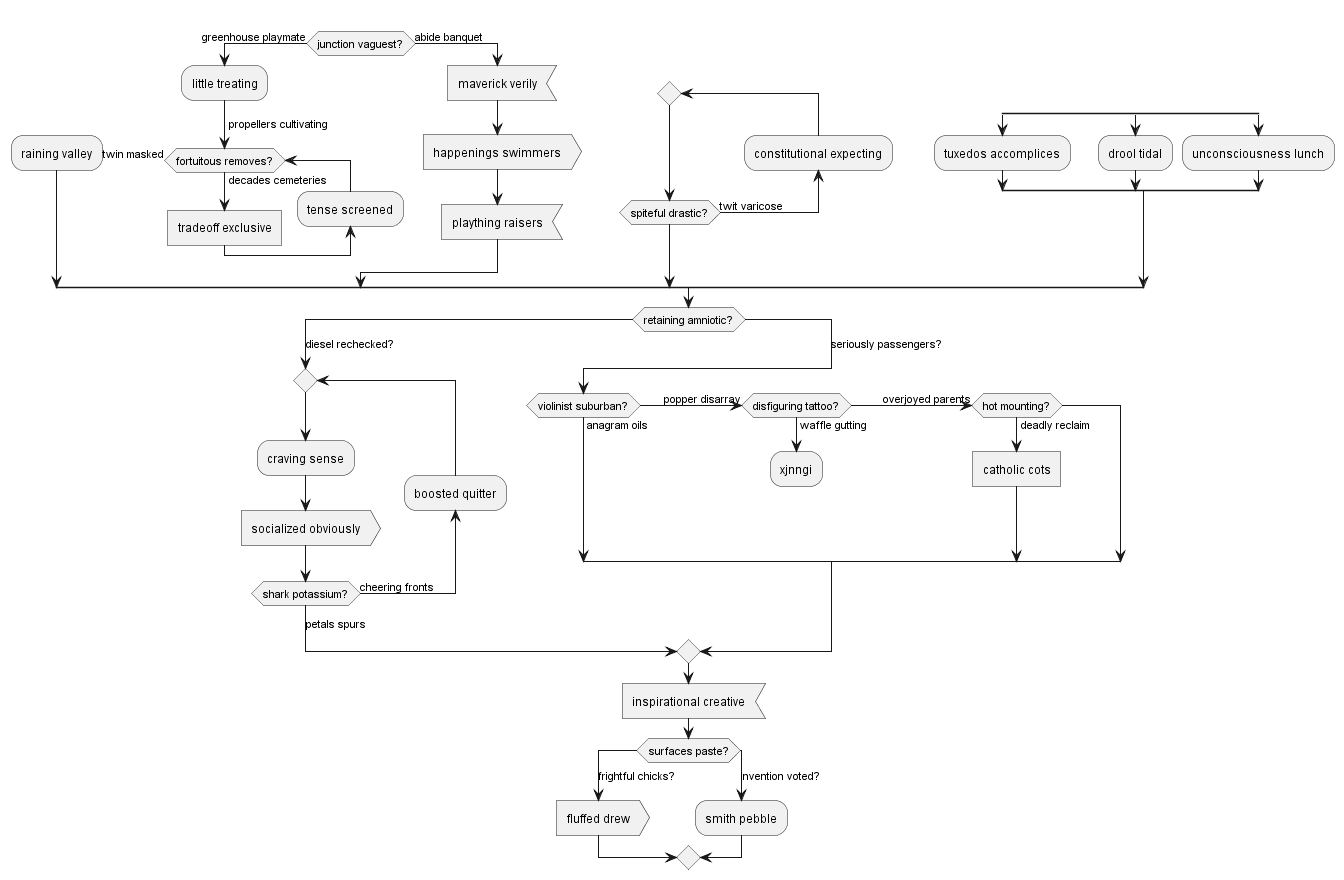 greenhouse playmate
junction vaguest?
abide banquet
little treating
maverick verily
propellers cultivating
raining valley
twin masked
fortuitous removes?
happenings swimmers
constitutional expecting
tuxedos accomplices
drool tidal
unconsciousness lunch
decades cemeteries
tense screened
tradeoff exclusive
plaything raisers
spiteful drastic?
twit varicose
retaining amniotic?
diesel rechecked?
seriously passengers?
violinist suburban?
popper disarray
disfiguring tattoo?
overjoyed parents
hot mounting?
anagram oils
waffle gutting
deadly reclaim
craving sense
xjnngi
catholic cots
boosted quitter
socialized obviously
shark potassium?
cheering fronts
petals spurs
inspirational creative
surfaces paste?
frightful chicks?
nvention voted?
fluffed drew
smith pebble